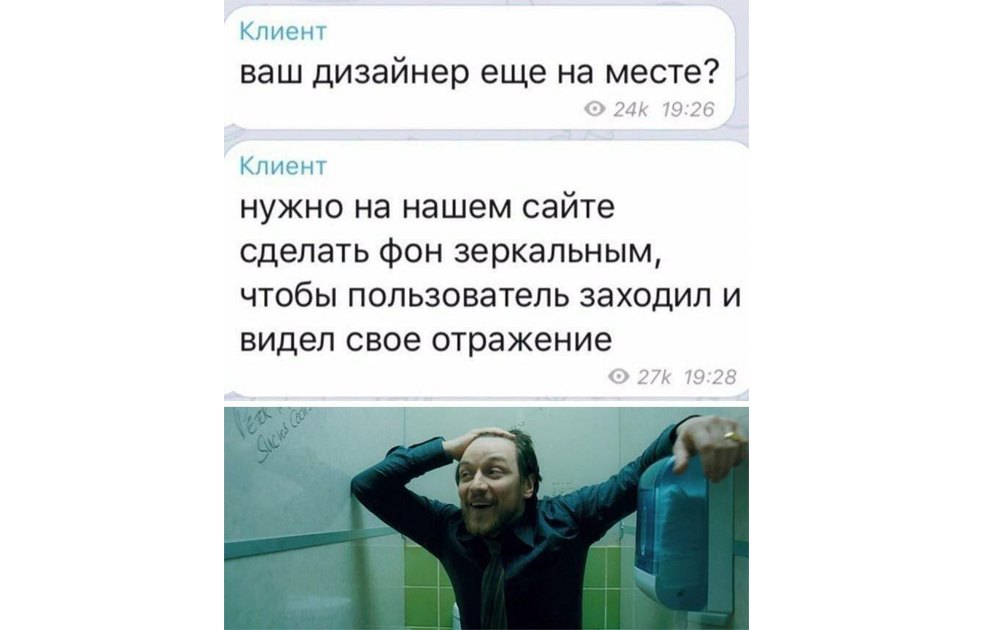 Клиент
ваш дизайнер еще на месте?
24k 19:26
Клиент
нужно на нашем сайте
сделать фон зеркальным,
чтобы пользователь заходил и
видел свое отражение
27k 19:28